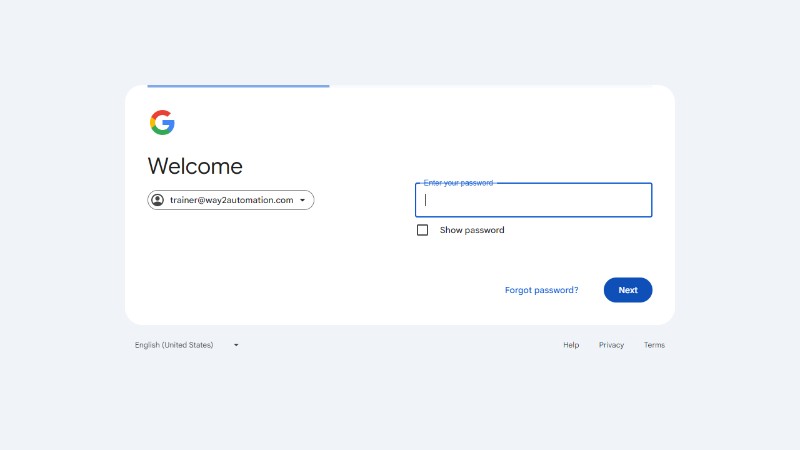 Welcome
trainer@way2automation.com
Enter your password
Show password
Forgot password?
Next
English (United States)
Help
Privacy
Terms